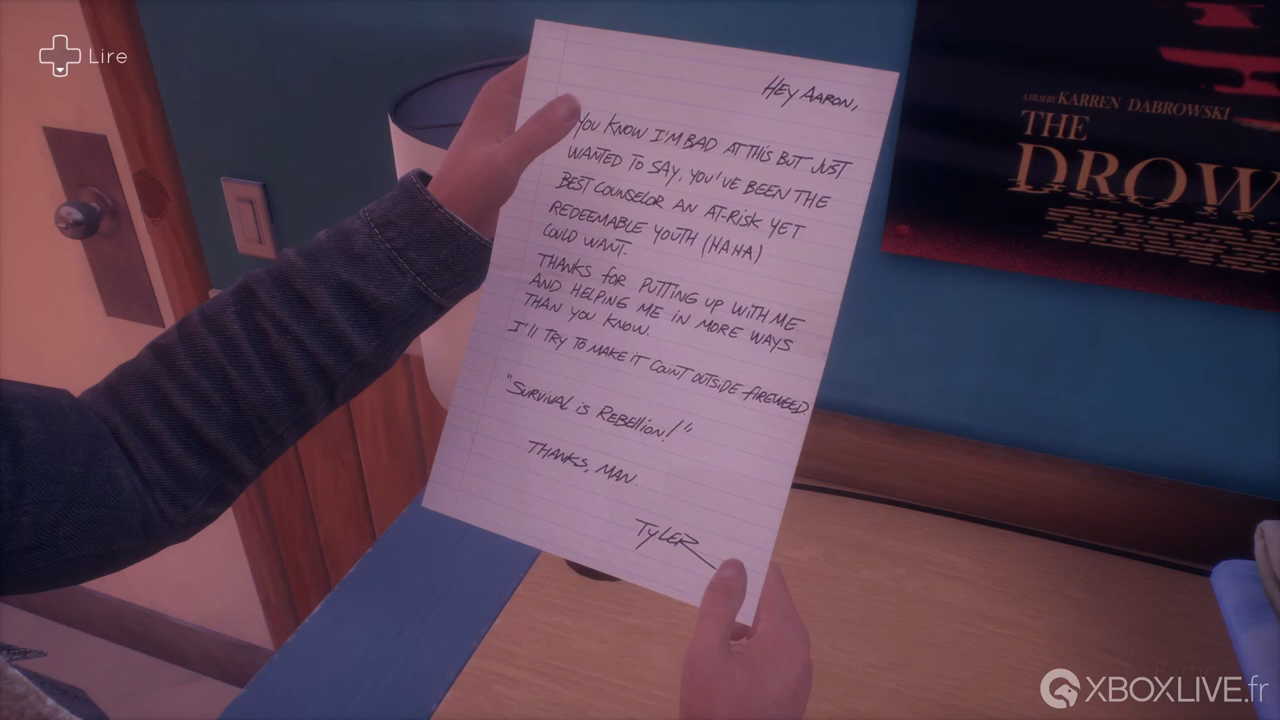 Lire
HEY AARON,
YOU KNOW I'M BAD AT THIS BUT JUST
WANTED TO SAY. YOU'VE BEEN THE
BEST COUNSELOR AN AT-RISK YET
REDEEMABLE YOUTH (HAHA)
COULD WANT.
THANKS FOR PUTTING UP WITH ME
AND HELPING ME IN MORE WAYS
THAN YOU KNOW.
I'LL TRY TO MAKE IT COUNT OUTSIDE FIREWEED.
"SURVIVAL IS REBELLION!"
THANKS, MAN.
TYLER
A FILM BY KARREN DABROWSKI
THE
DROW
XBOXLIVE.fr